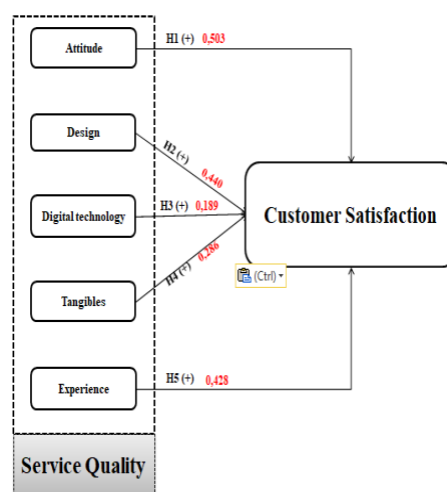 Attitude
H1 (+) 0,503
Design
H2 (+) 0,440
Digital technology
H3 (+) 0,189
Customer Satisfaction
Tangibles
H4 (+) 0,286
(Ctrl)
Experience
H5 (+) 0,428
Service Quality